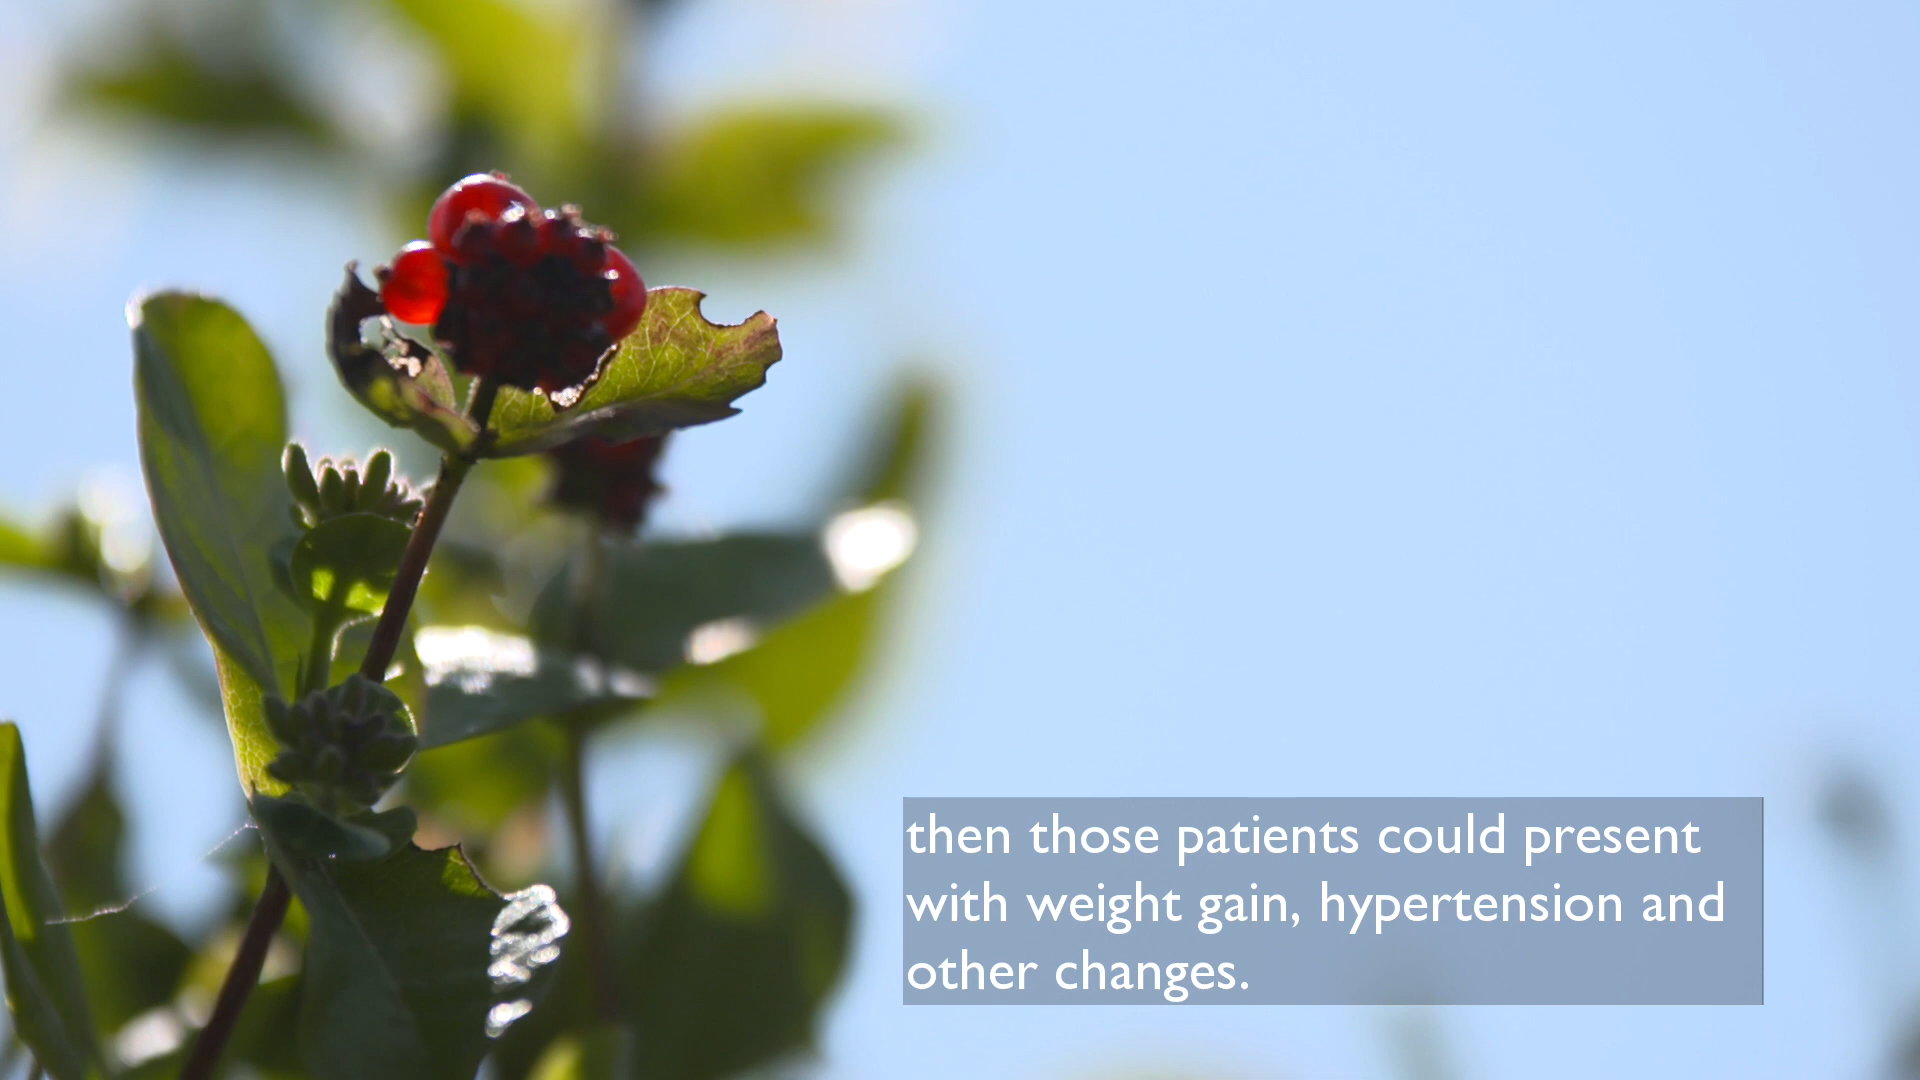 then those patients could present
with weight gain, hypertension and
other changes.